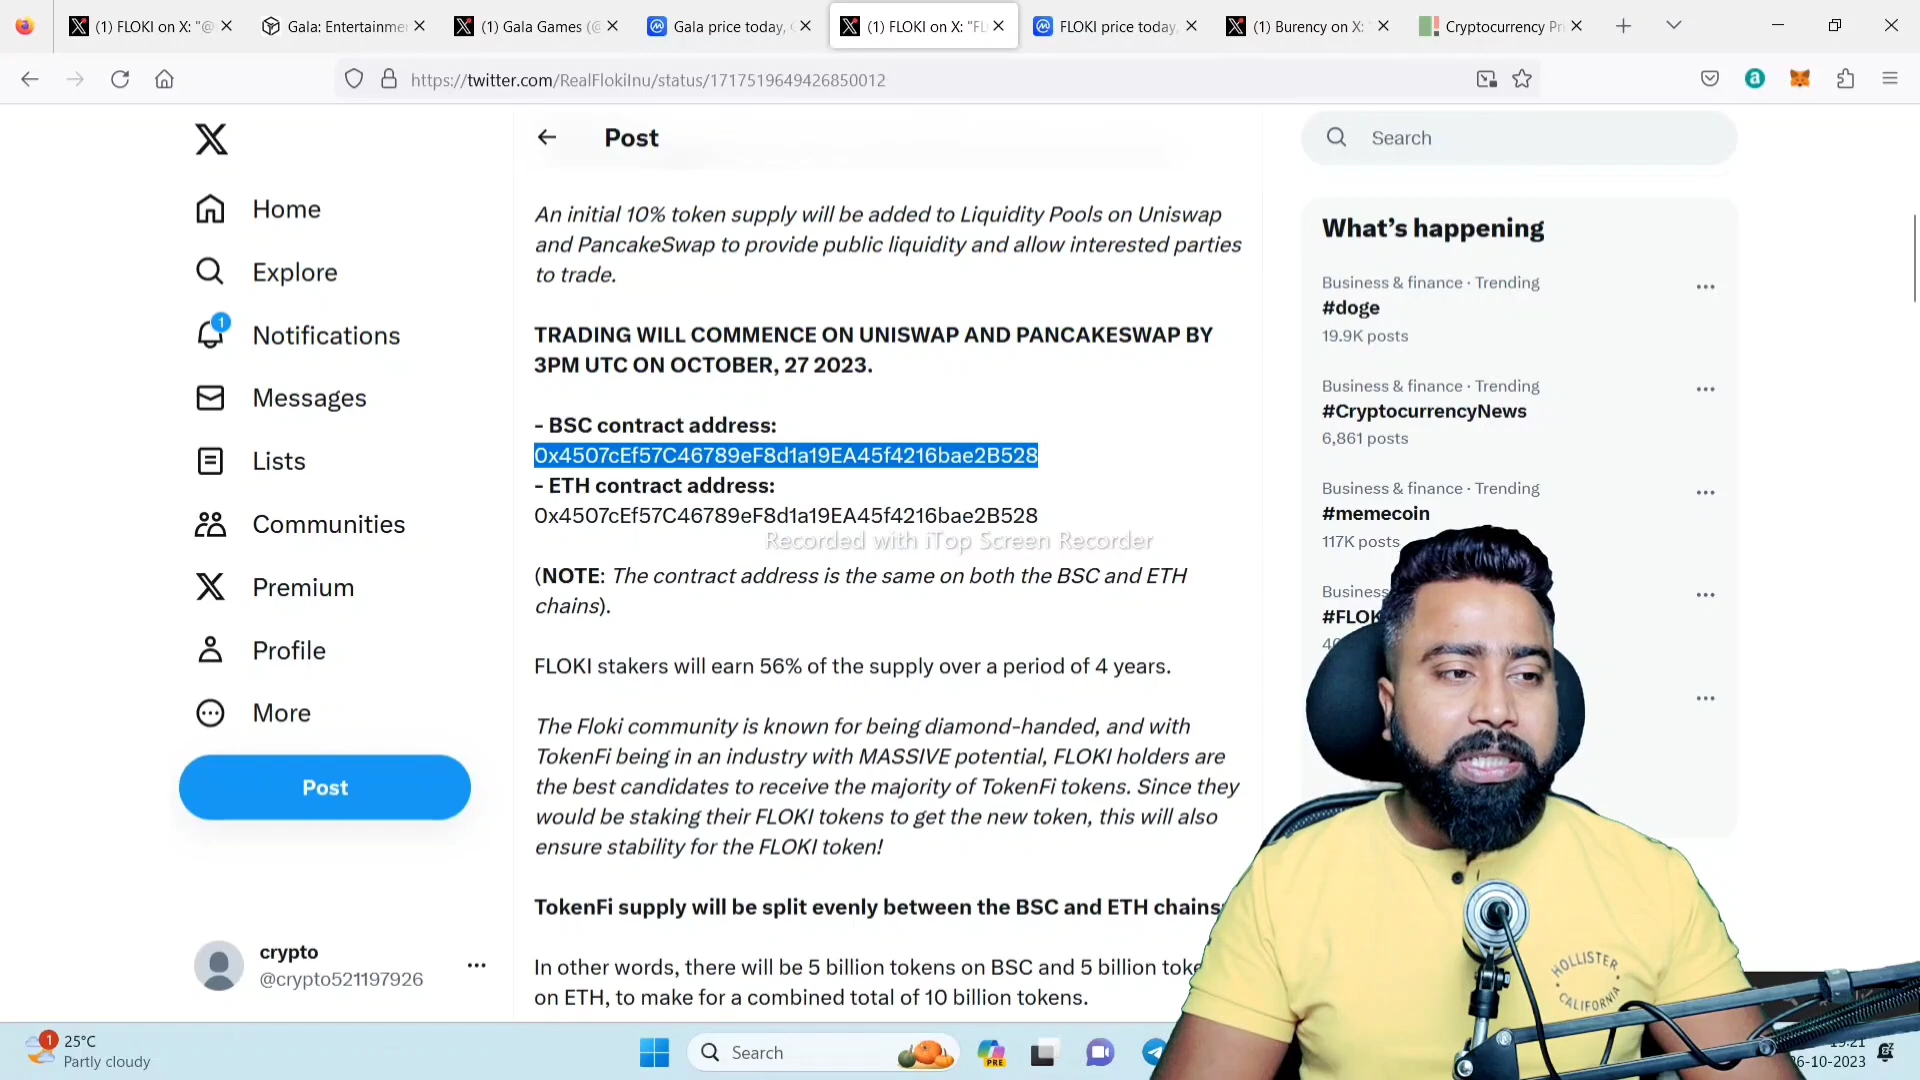 (1) FLOKI on X: "@
Gala: Entertainme
(1) Gala Games (@
Gala price today,
(1) FLOKI on X: "FL
FLOKI price today,
(1) Burency on X:
Cryptocurrency Pri
https://twitter.com/RealFlokiInu/status/1717519649426850012
Post
Search
Home
Explore
1
Notifications
Messages
Lists
Communities
Premium
Profile
More
Post
crypto
@crypto521197926
An initial 10% token supply will be added to Liquidity Pools on Uniswap
and PancakeSwap to provide public liquidity and allow interested parties
to trade.
TRADING WILL COMMENCE ON UNISWAP AND PANCAKESWAP BY
3PM UTC ON OCTOBER, 27 2023.
- BSC contract address:
0x4507cEf57C46789eF8d1a19EA45f4216bae2B528
- ETH contract address:
0x4507cEf57C46789eF8d1a19EA45f4216bae2B528
Recorded with iTop Screen Recorder
(NOTE: The contract address is the same on both the BSC and ETH
chains).
FLOKI stakers will earn 56% of the supply over a period of 4 years.
The Floki community is known for being diamond-handed, and with
TokenFi being in an industry with MASSIVE potential, FLOKI holders are
the best candidates to receive the majority of TokenFi tokens. Since they
would be staking their FLOKI tokens to get the new token, this will also
ensure stability for the FLOKI token!
TokenFi supply will be split evenly between the BSC and ETH chains
In other words, there will be 5 billion tokens on BSC and 5 billion toke
on ETH, to make for a combined total of 10 billion tokens.
What's happening
Business & finance · Trending
#doge
19.9K posts
Business & finance · Trending
#CryptocurrencyNews
6,861 posts
Business & finance · Trending
#memecoin
117K posts
Business
#FLOK
HOLLISTER
CALIFORNIA
1
25°C
Partly cloudy
Search
PRE
19:21
26-10-2023